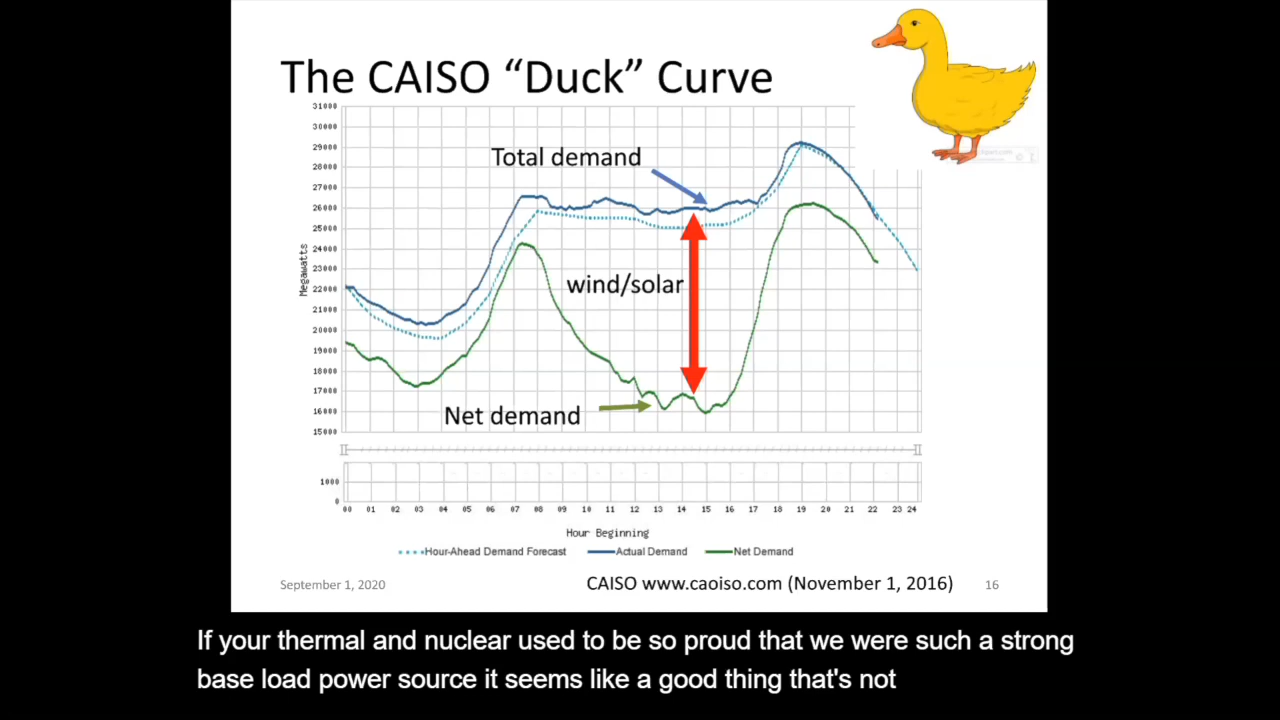 The CAISO “Duck” Curve
31000
30000
29000
28000
27000
26000
25000
24000
23000
22000
21000
20000
19000
18000
17000
16000
15000
1000
0
Megawatts
Total demand
wind/solar
Net demand
00 01 02 03 04 05 06 07 08 09 10 11 12 13 14 15 16 17 18 19 20 21 22 23 24
Hour Beginning
Hour-Ahead Demand Forecast Actual Demand Net Demand
September 1, 2020 CAISO www.caoiso.com (November 1, 2016) 16
If your thermal and nuclear used to be so proud that we were such a strong
base load power source it seems like a good thing that's not